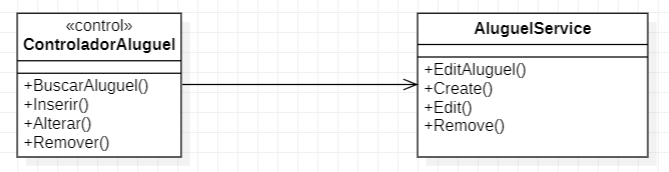 «control»
ControladorAluguel
+BuscarAluguel()
+Inserir()
+Alterar()
+Remover()
AluguelService
+EditAluguel()
+Create()
+Edit()
+Remove()